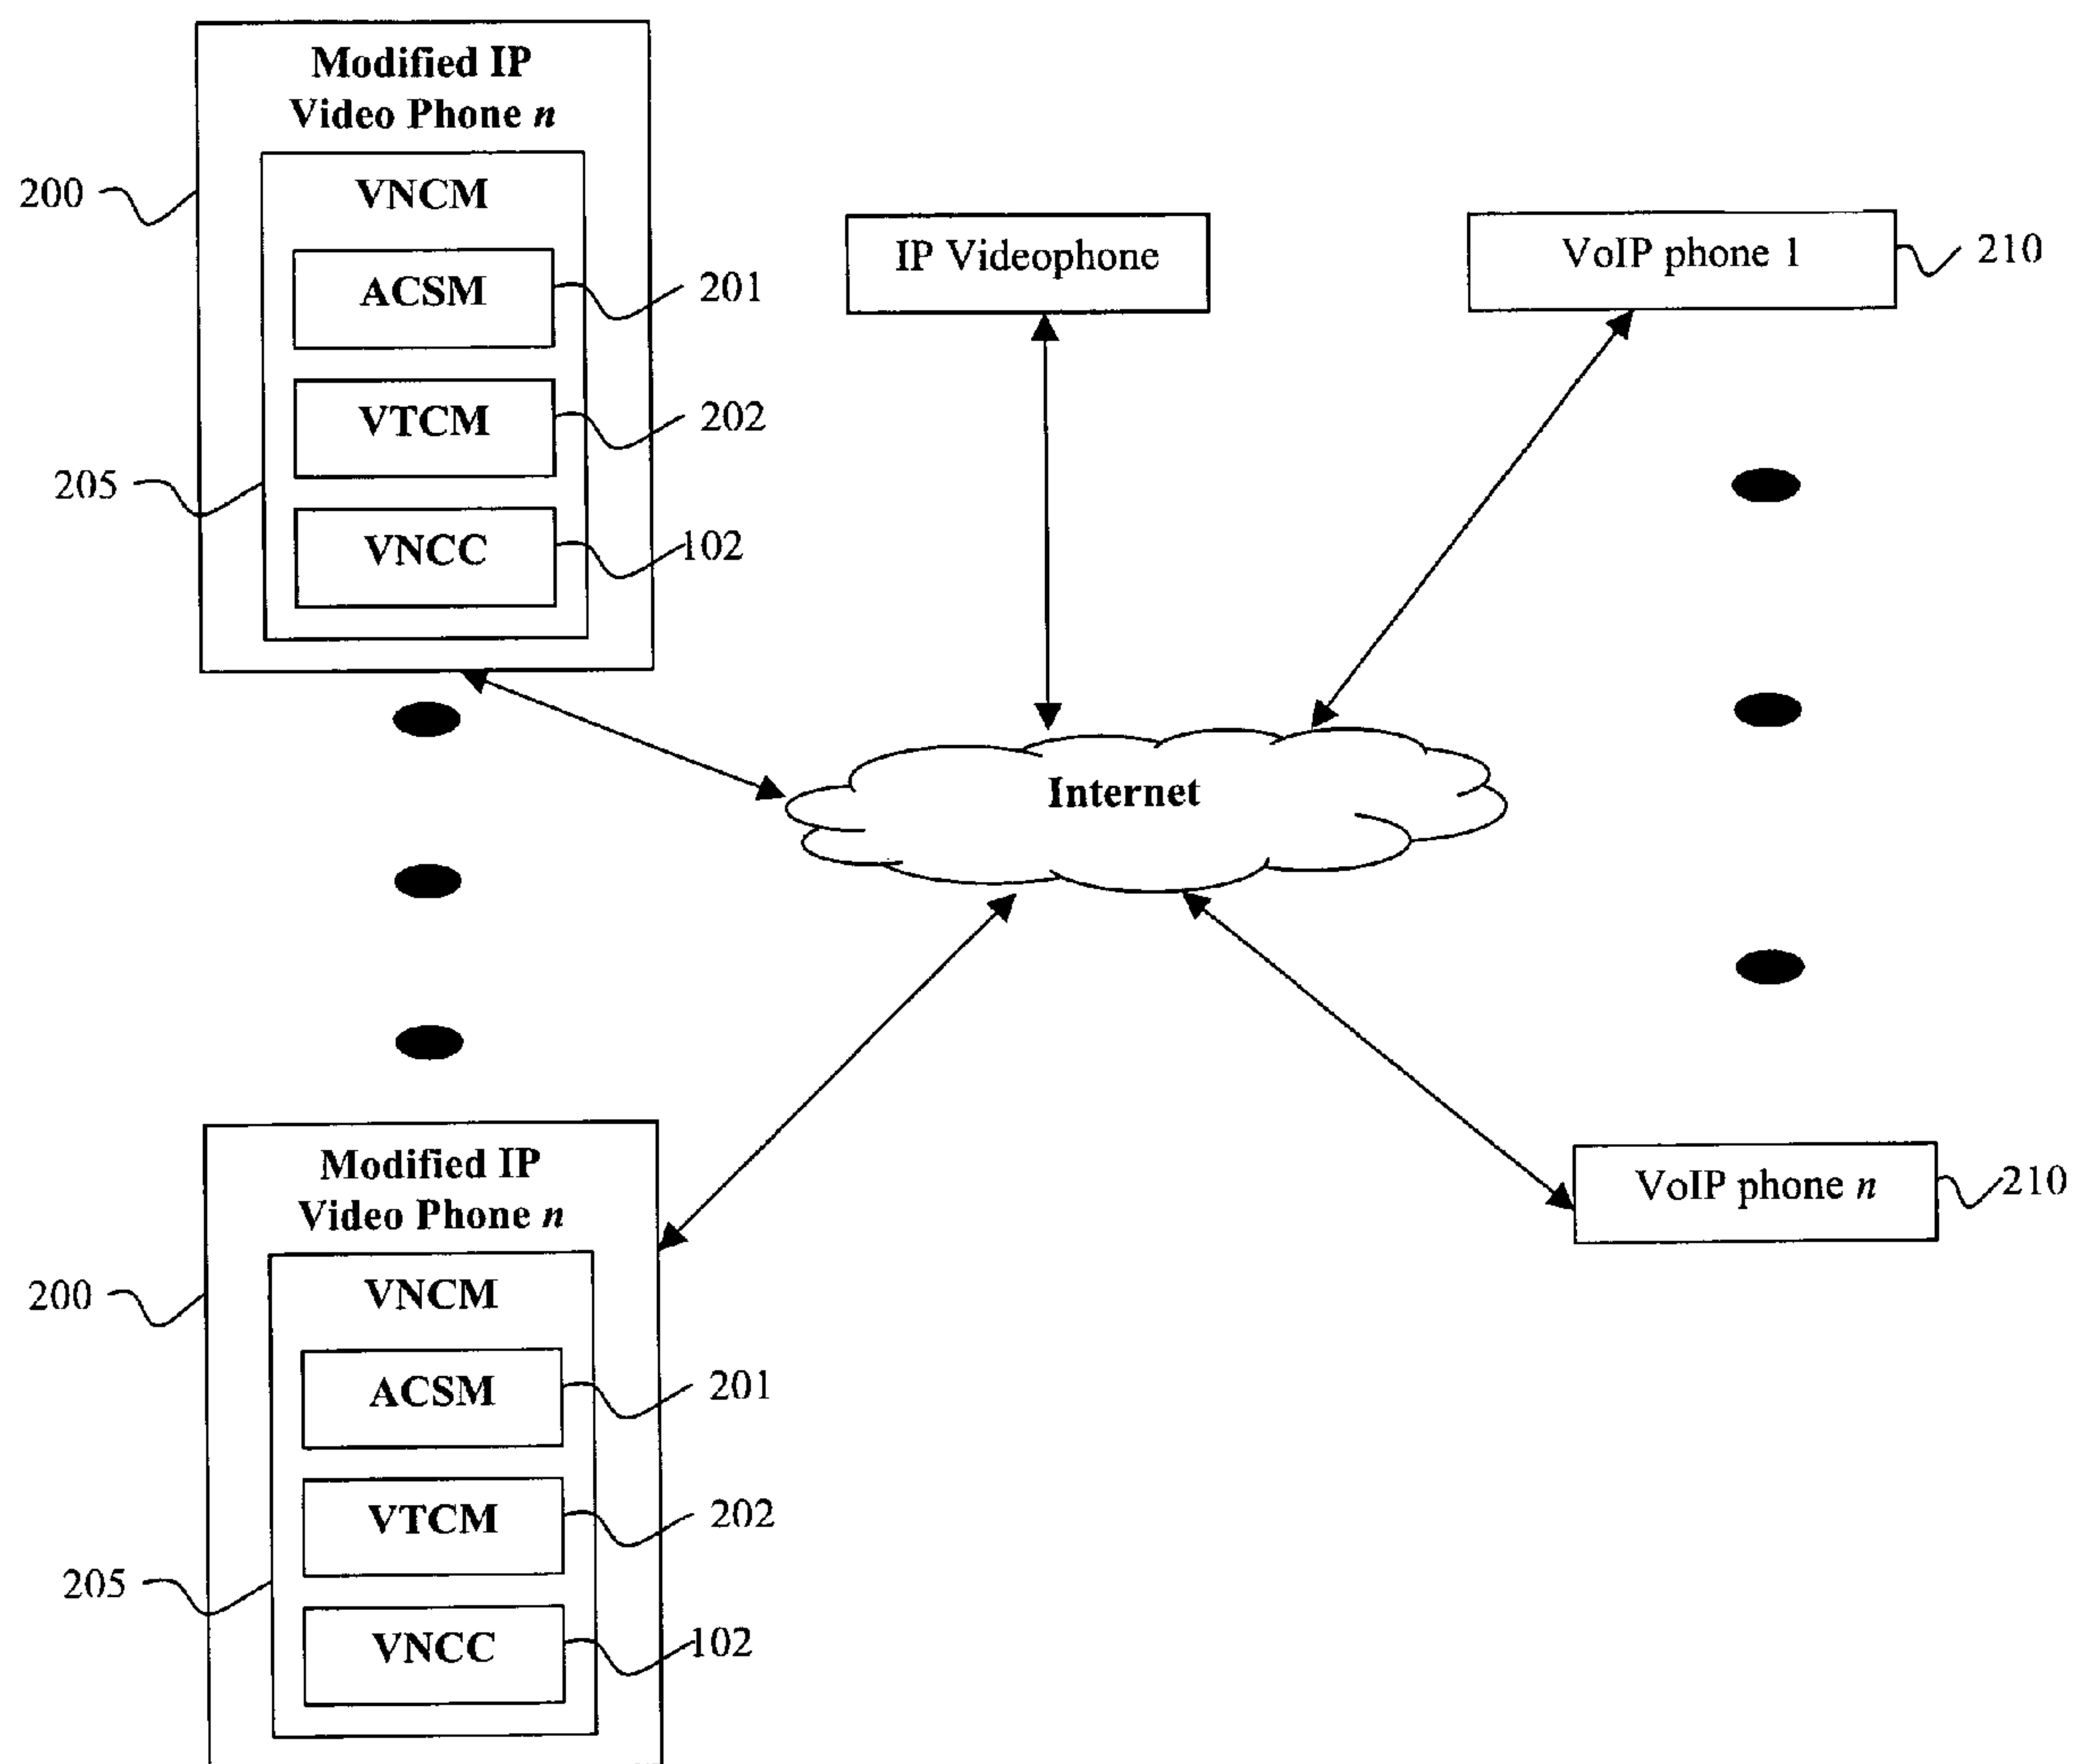 Modified IP
Video Phone n
200
VNCM
ACSM
201
VTCM
202
205
VNCC
102
IP Videophone
VoIP phone 1
210
Internet
Modified IP
Video Phone n
200
VNCM
ACSM
201
VTCM
202
205
VNCC
102
VoIP phone n
210